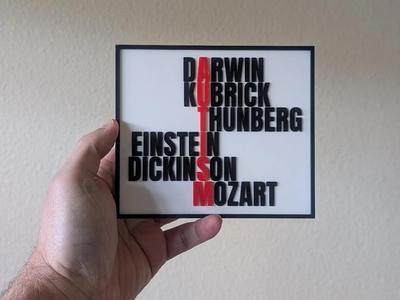 DARWIN
KUBRICK
THUNBERG
EINSTEIN
DICKINSON
MOZART